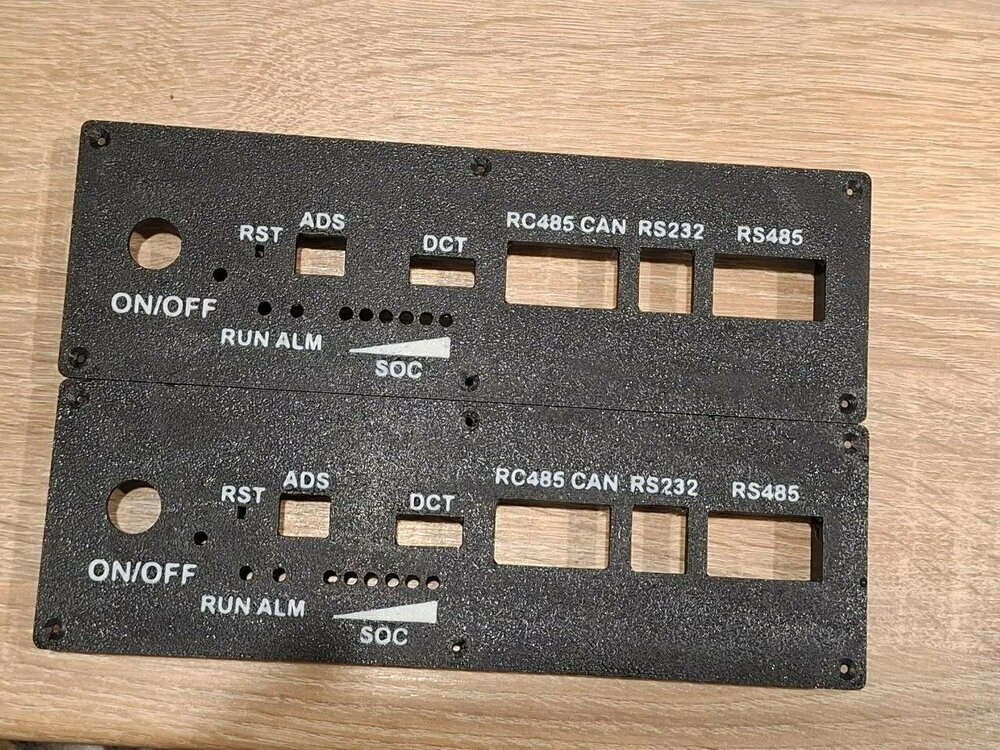 ADS
RC485 CAN RS232 RS485
RST
DCT
ON/OFF
RUN ALM
SOC
ADS
RC485 CAN RS232 RS485
RST
DCT
ON/OFF
RUN ALM
SOC